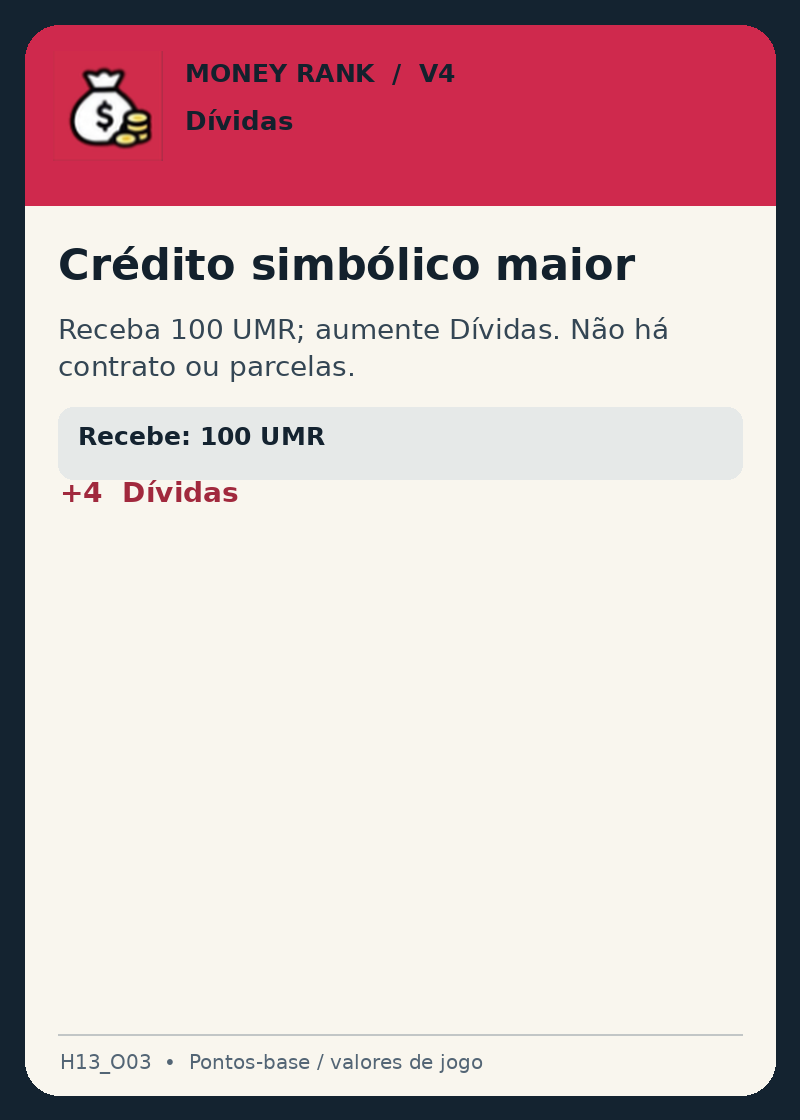 MONEY RANK / V4
Dívidas
$
Crédito simbólico maior
Receba 100 UMR; aumente Dívidas. Não há
contrato ou parcelas.
Recebe: 100 UMR
+4 Dívidas
H13_O03 • Pontos-base / valores de jogo